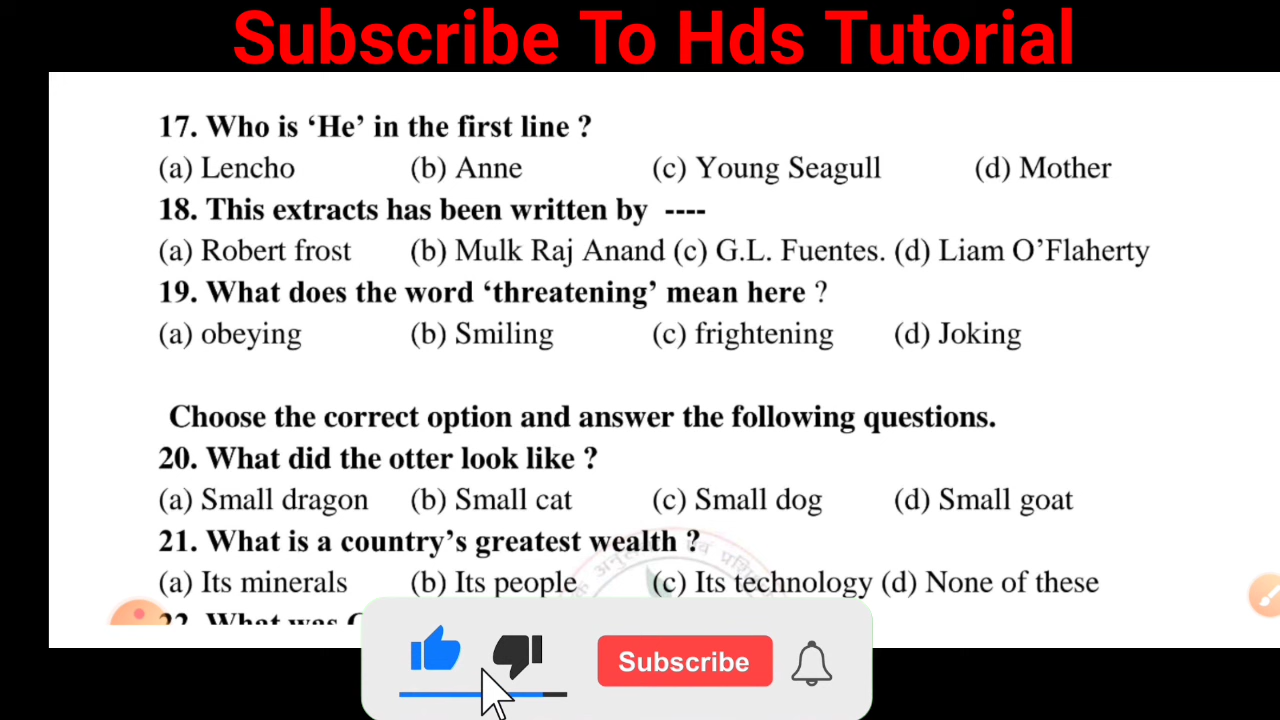 Subscribe To Hds Tutorial
17. Who is ‘He’ in the first line ?
(a) Lencho (b) Anne (c) Young Seagull (d) Mother
18. This extracts has been written by ----
(a) Robert frost (b) Mulk Raj Anand (c) G.L. Fuentes. (d) Liam O’Flaherty
19. What does the word ‘threatening’ mean here ?
(a) obeying (b) Smiling (c) frightening (d) Joking
Choose the correct option and answer the following questions.
20. What did the otter look like ?
(a) Small dragon (b) Small cat (c) Small dog (d) Small goat
21. What is a country’s greatest wealth ?
(a) Its minerals (b) Its people (c) Its technology (d) None of these
22. What was
Subscribe